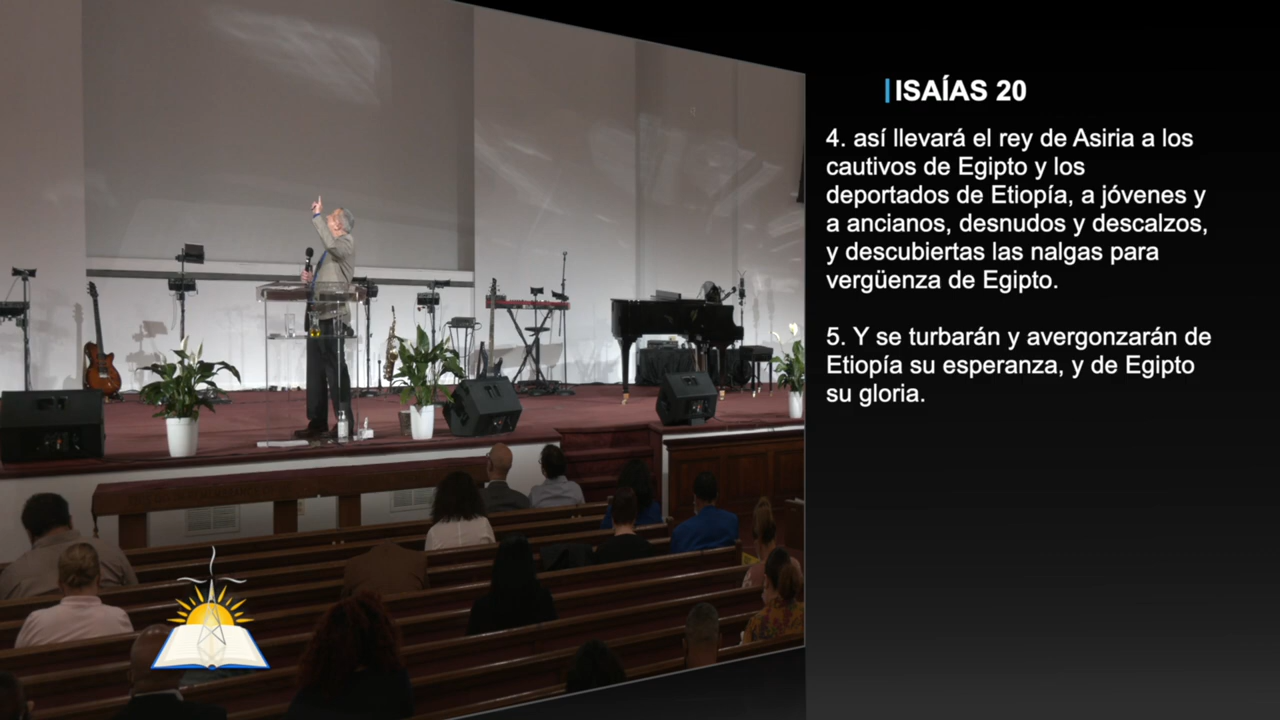 ISAÍAS 20
4. así llevará el rey de Asiria a los
cautivos de Egipto y los
deportados de Etiopía, a jóvenes y
a ancianos, desnudos y descalzos,
y descubiertas las nalgas para
vergüenza de Egipto.
5. Y se turbarán y avergonzarán de
Etiopía su esperanza, y de Egipto
su gloria.